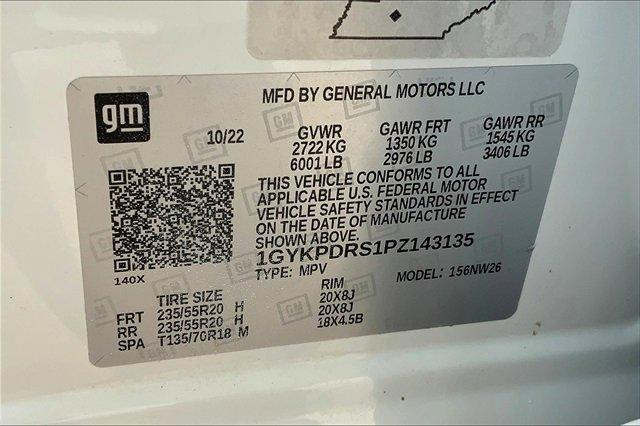 gm
MFD BY GENERAL MOTORS LLC
10/22
GVWR GAWR FRT GAWR RR
2722 KG 1350 KG 1545 KG
6001 LB 2976 LB 3406 LB
THIS VEHICLE CONFORMS TO ALL
APPLICABLE U.S. FEDERAL MOTOR
VEHICLE SAFETY STANDARDS IN EFFECT
ON THE DATE OF MANUFACTURE
SHOWN ABOVE
1GYKPDRS1PZ143135
140X
TYPE: MPV MODEL: 156NW26
TIRE SIZE RIM
FRT 235/55R20 H 20X8J
RR 235/55R20 H 20X8J
SPA T135/70R18 M 18X4.5B